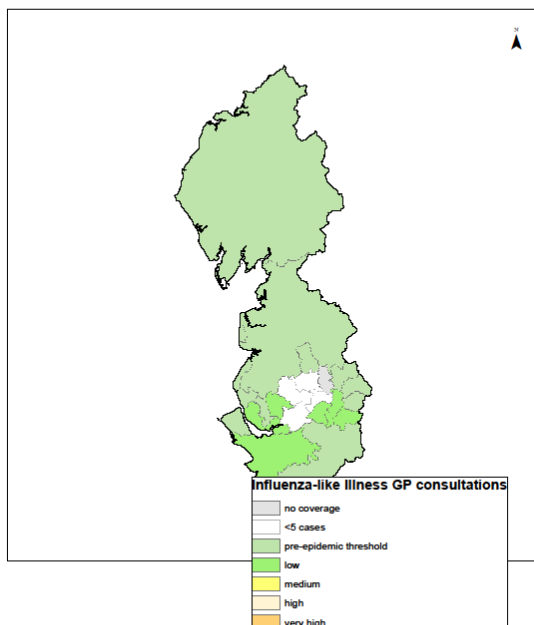 N
Influenza-like Illness GP consultations
no coverage
<5 cases
pre-epidemic threshold
low
medium
high
very high